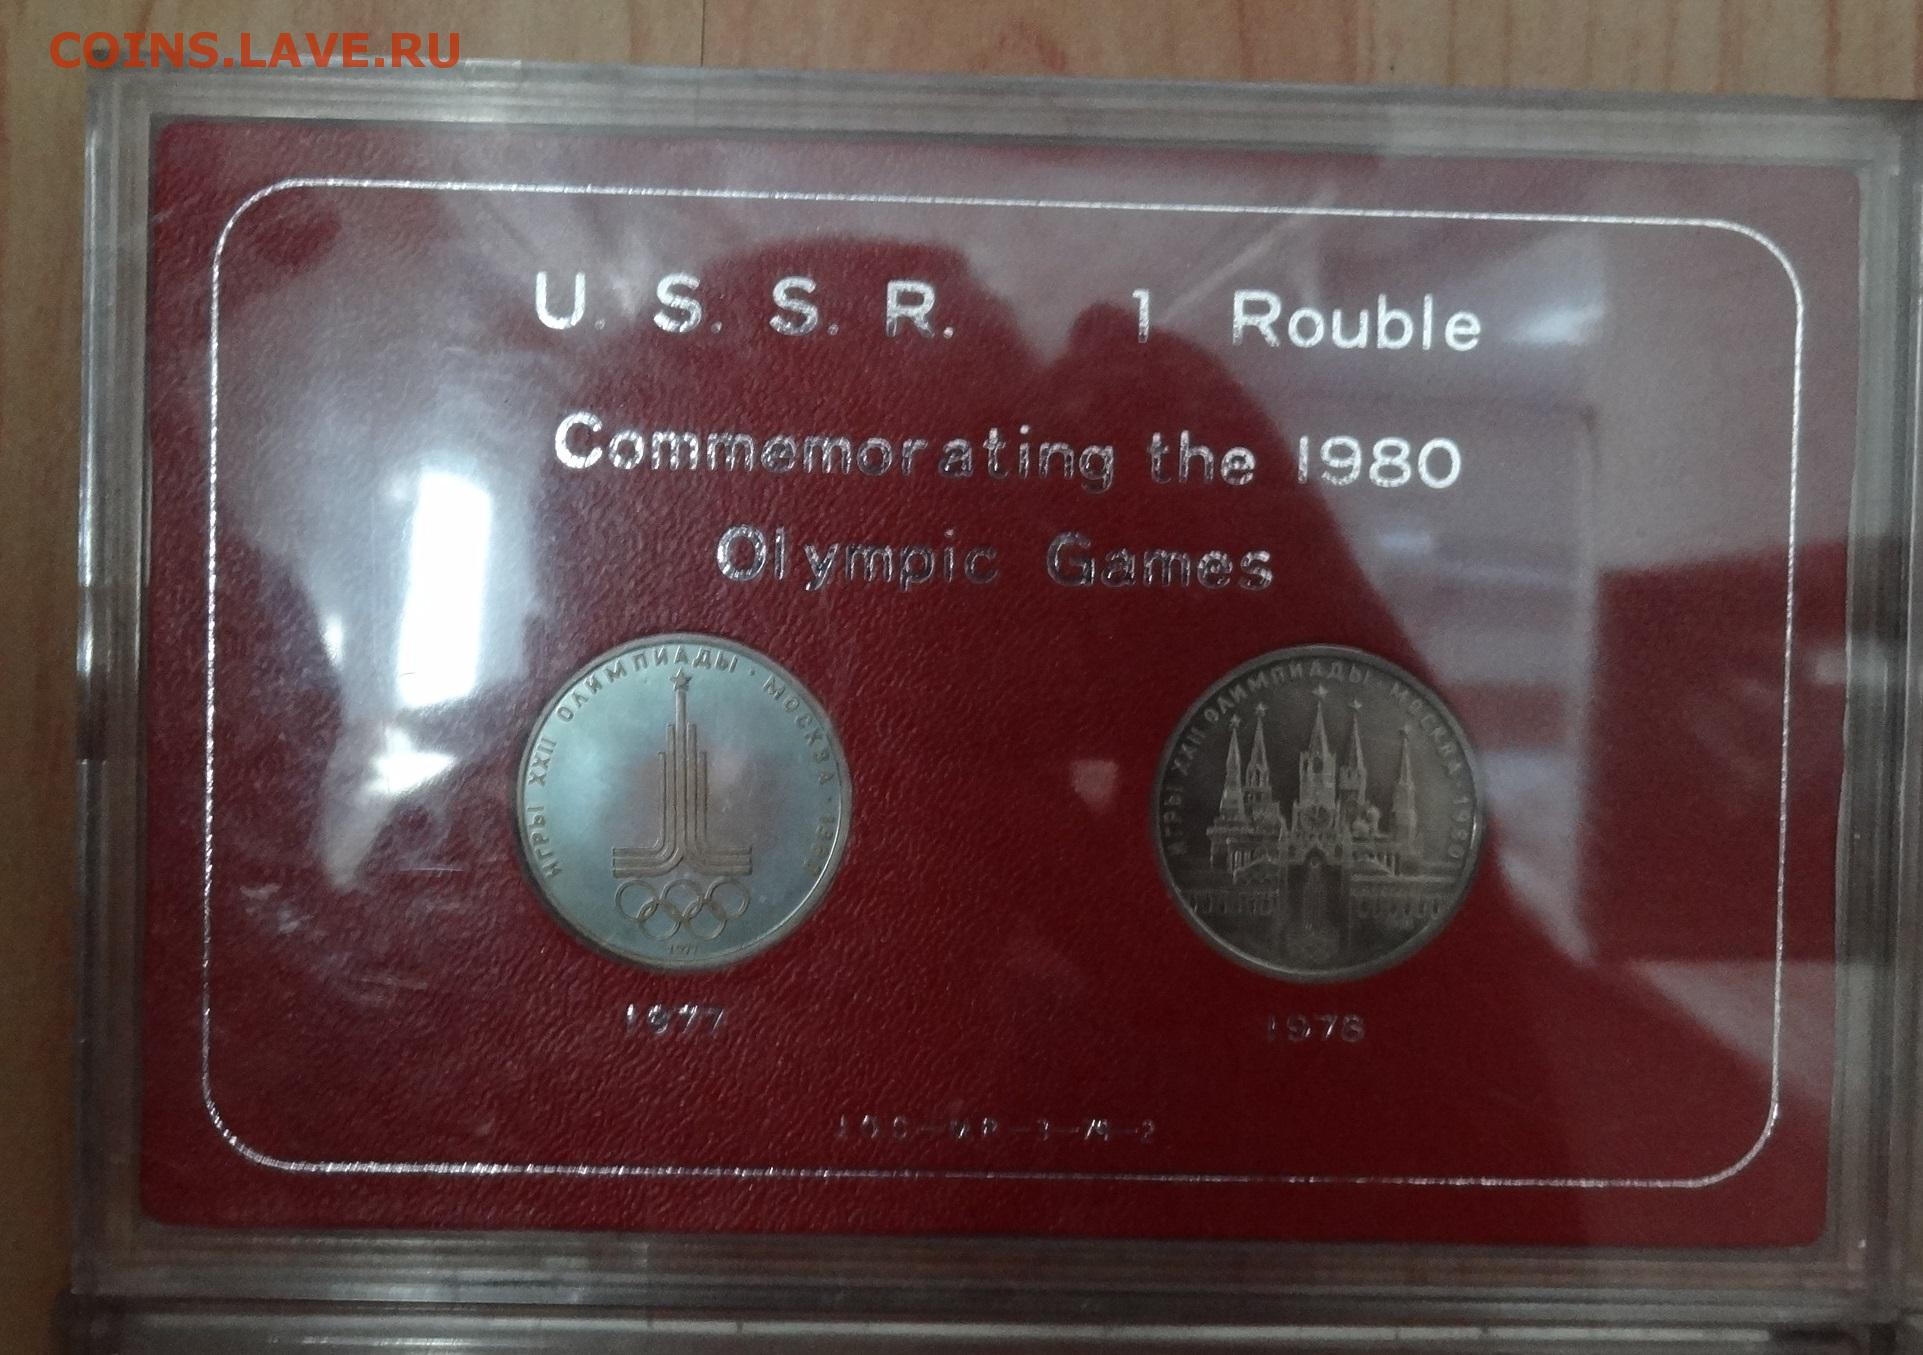 COINS.LAVE.RU
U. S. S. R. 1 Rouble
Commemorating the 1980
Olympic Games
ИГРЫ XXII ОЛИМПИАДЫ · МОСКВА · 1980
1977
ИГРЫ XXII ОЛИМПИАДЫ МОСКВА · 1980
1977
1978